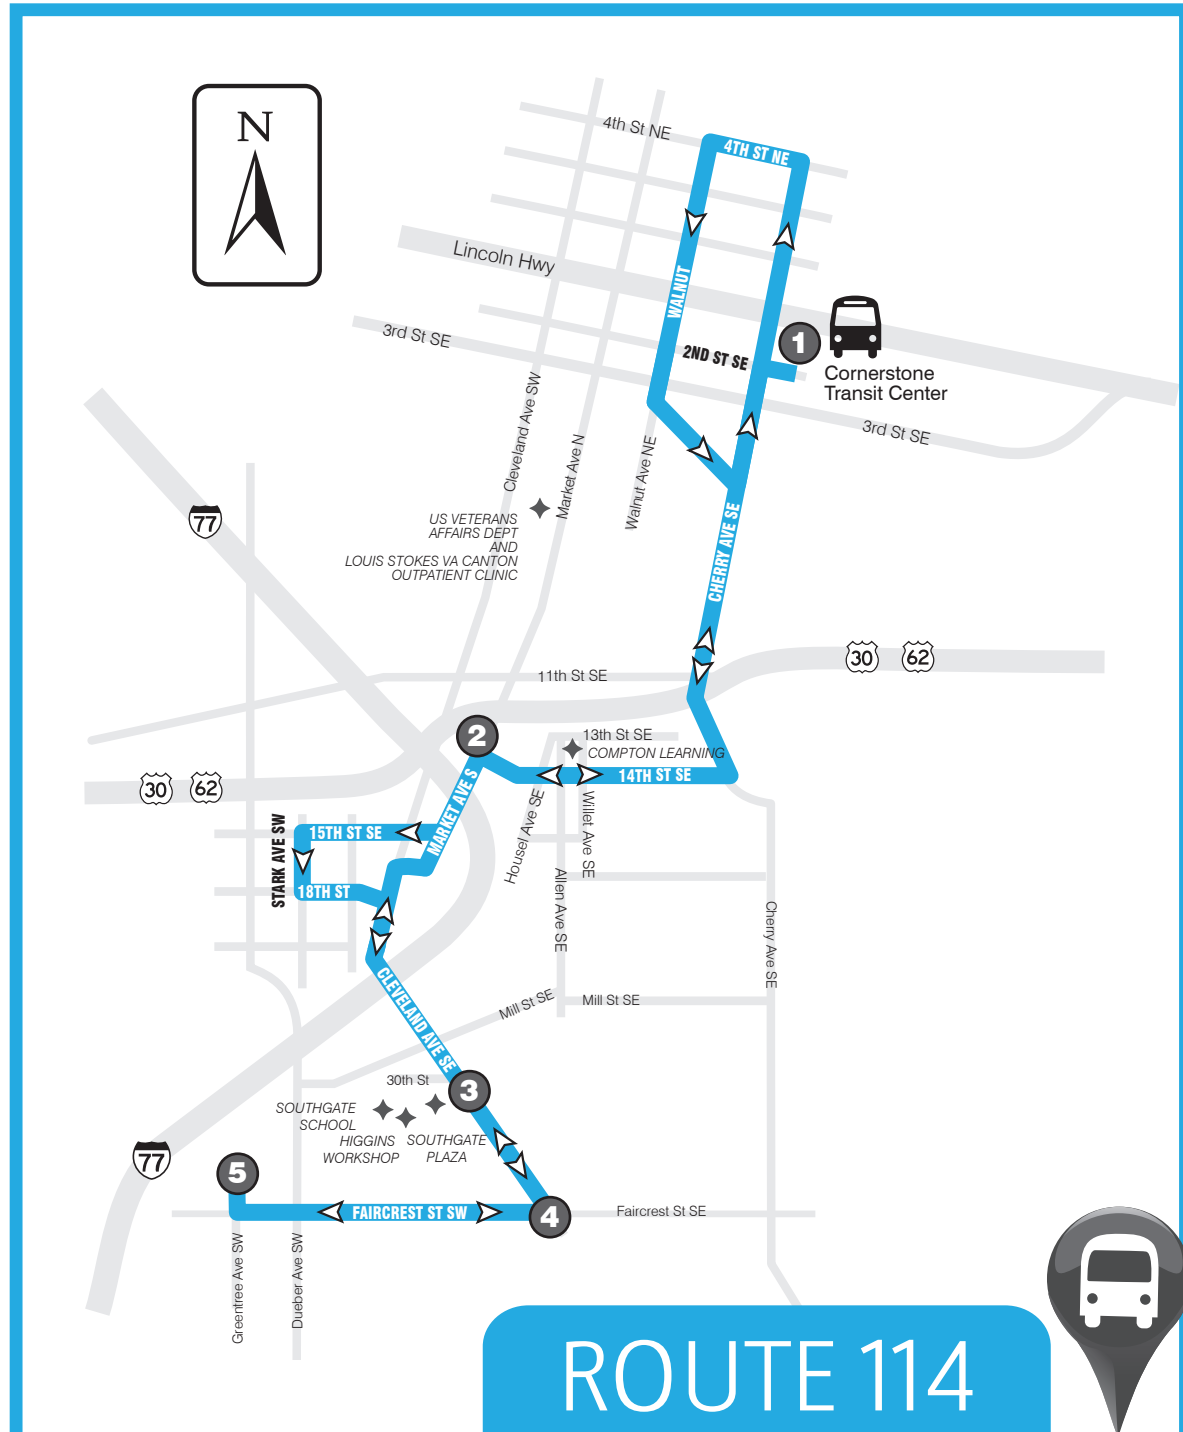 N
4th St NE
4TH ST NE
Lincoln Hwy
WALNUT
3rd St SE
2ND ST SE
1
Cornerstone
Transit Center
3rd St SE
Cleveland Ave SW
Market Ave N
Walnut Ave NE
77
US VETERANS
AFFAIRS DEPT
AND
LOUIS STOKES VA CANTON
OUTPATIENT CLINIC
CHERRY AVE SE
30
62
11th St SE
2
13th St SE
COMPTON LEARNING
14TH ST SE
30
62
MARKET AVE S
Housel Ave SE
Willet Ave SE
15TH ST SE
STARK AVE SW
18TH ST
Allen Ave SE
Cherry Ave SE
CLEVELAND AVE SE
Mill St SE
Mill St SE
30th St
3
SOUTHGATE
SCHOOL
HIGGINS
WORKSHOP
SOUTHGATE
PLAZA
77
5
FAIRCREST ST SW
4
Faircrest St SE
Greentree Ave SW
Dueber Ave SW
ROUTE 114